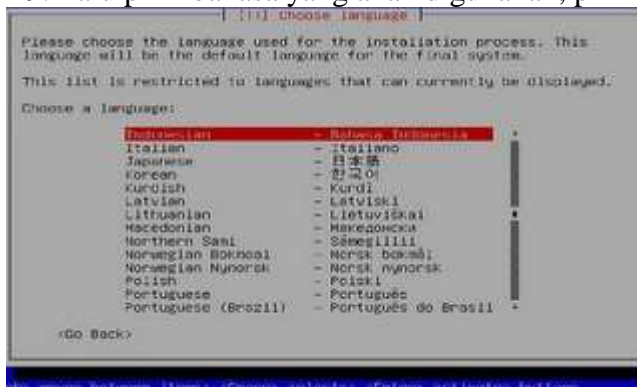 [!!] Choose language
Please choose the language used for the installation process. This
language will be the default language for the final system.
This list is restricted to languages that can currently be displayed.
Choose a language:
Indonesian - Bahasa Indonesia
Italian - Italiano
Japanese - 日本語
Korean - 한국어
Kurdish - Kurdî
Latvian - Latviski
Lithuanian - Lietuviškai
Macedonian - Македонски
Northern Sami - Sámegillii
Norwegian Bokmaal - Norsk bokmål
Norwegian Nynorsk - Norsk nynorsk
Polish - Polski
Portuguese - Português
Portuguese (Brazil) - Português do Brasil
<Go Back>